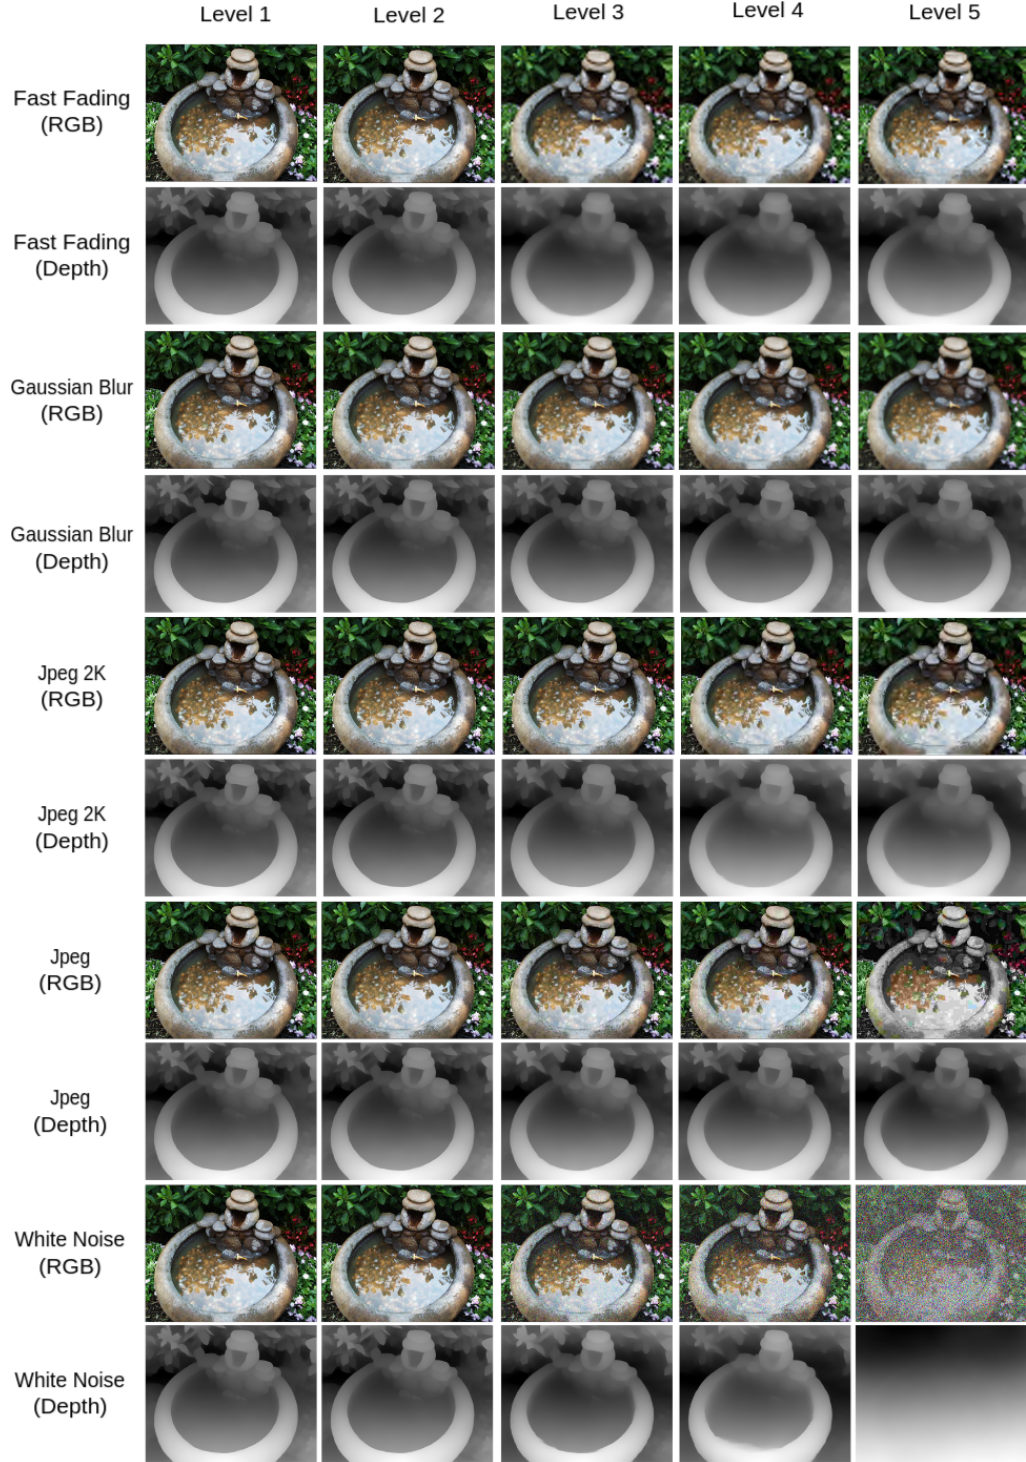 Level 1 Level 2 Level 3 Level 4 Level 5
Fast Fading
(RGB)
Fast Fading
(Depth)
Gaussian Blur
(RGB)
Gaussian Blur
(Depth)
Jpeg 2K
(RGB)
Jpeg 2K
(Depth)
Jpeg
(RGB)
Jpeg
(Depth)
White Noise
(RGB)
White Noise
(Depth)